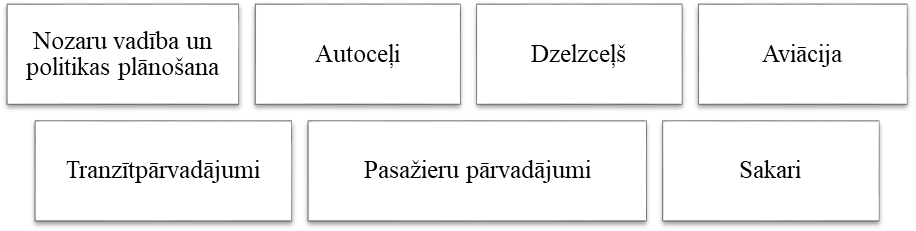 Nozaru vadība un
politikas plānošana
Autoceļi
Dzelzceļš
Aviācija
Tranzītpārvadājumi
Pasažieru pārvadājumi
Sakari